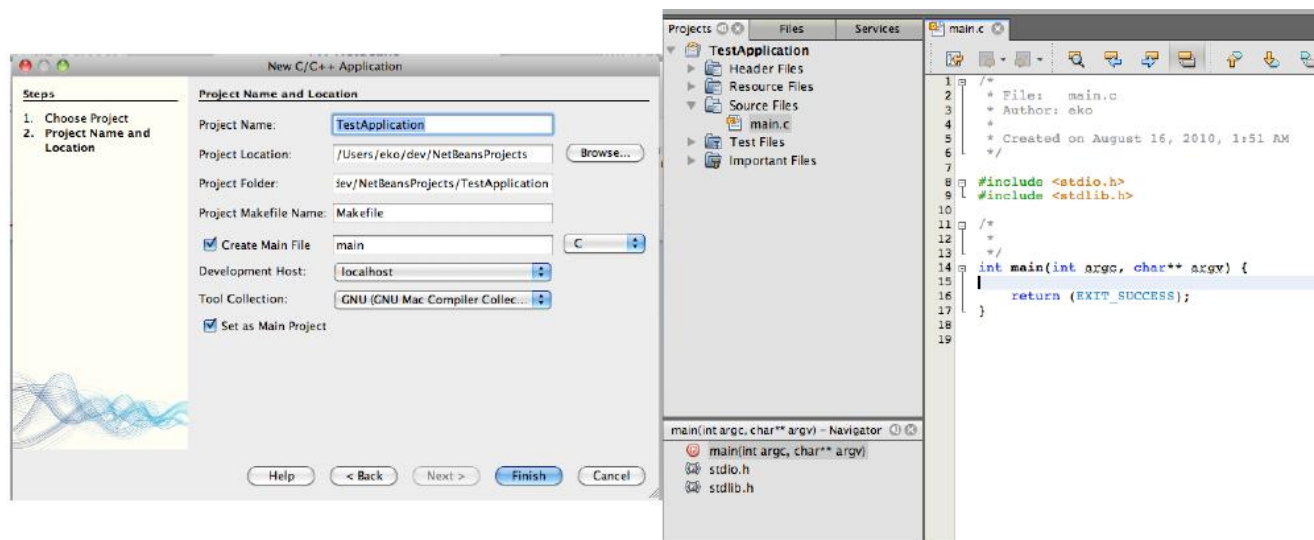 New C/C++ Application
Steps
1. Choose Project
2. Project Name and
Location
Project Name and Location
Project Name: TestApplication
Project Location: /Users/eko/dev/NetBeansProjects Browse...
Project Folder: dev/NetBeansProjects/TestApplication
Project Makefile Name: Makefile
Create Main File main C
Development Host: localhost
Tool Collection: GNU (GNU Mac Compiler Collec...
Set as Main Project
Help < Back Next > Finish Cancel
Projects Files Services
TestApplication
Header Files
Resource Files
Source Files
main.c
Test Files
Important Files
main(int argc, char** argv) - Navigator
main(int argc, char** argv)
stdio.h
stdlib.h
main.c
1 /*
2 * File: main.c
3 * Author: eko
4 *
5 * Created on August 16, 2010, 1:51 AM
6 */
7
8 #include <stdio.h>
9 #include <stdlib.h>
10
11 /*
12 *
13 */
14 int main(int argc, char** argv) {
15
16 return (EXIT_SUCCESS);
17 }
18
19